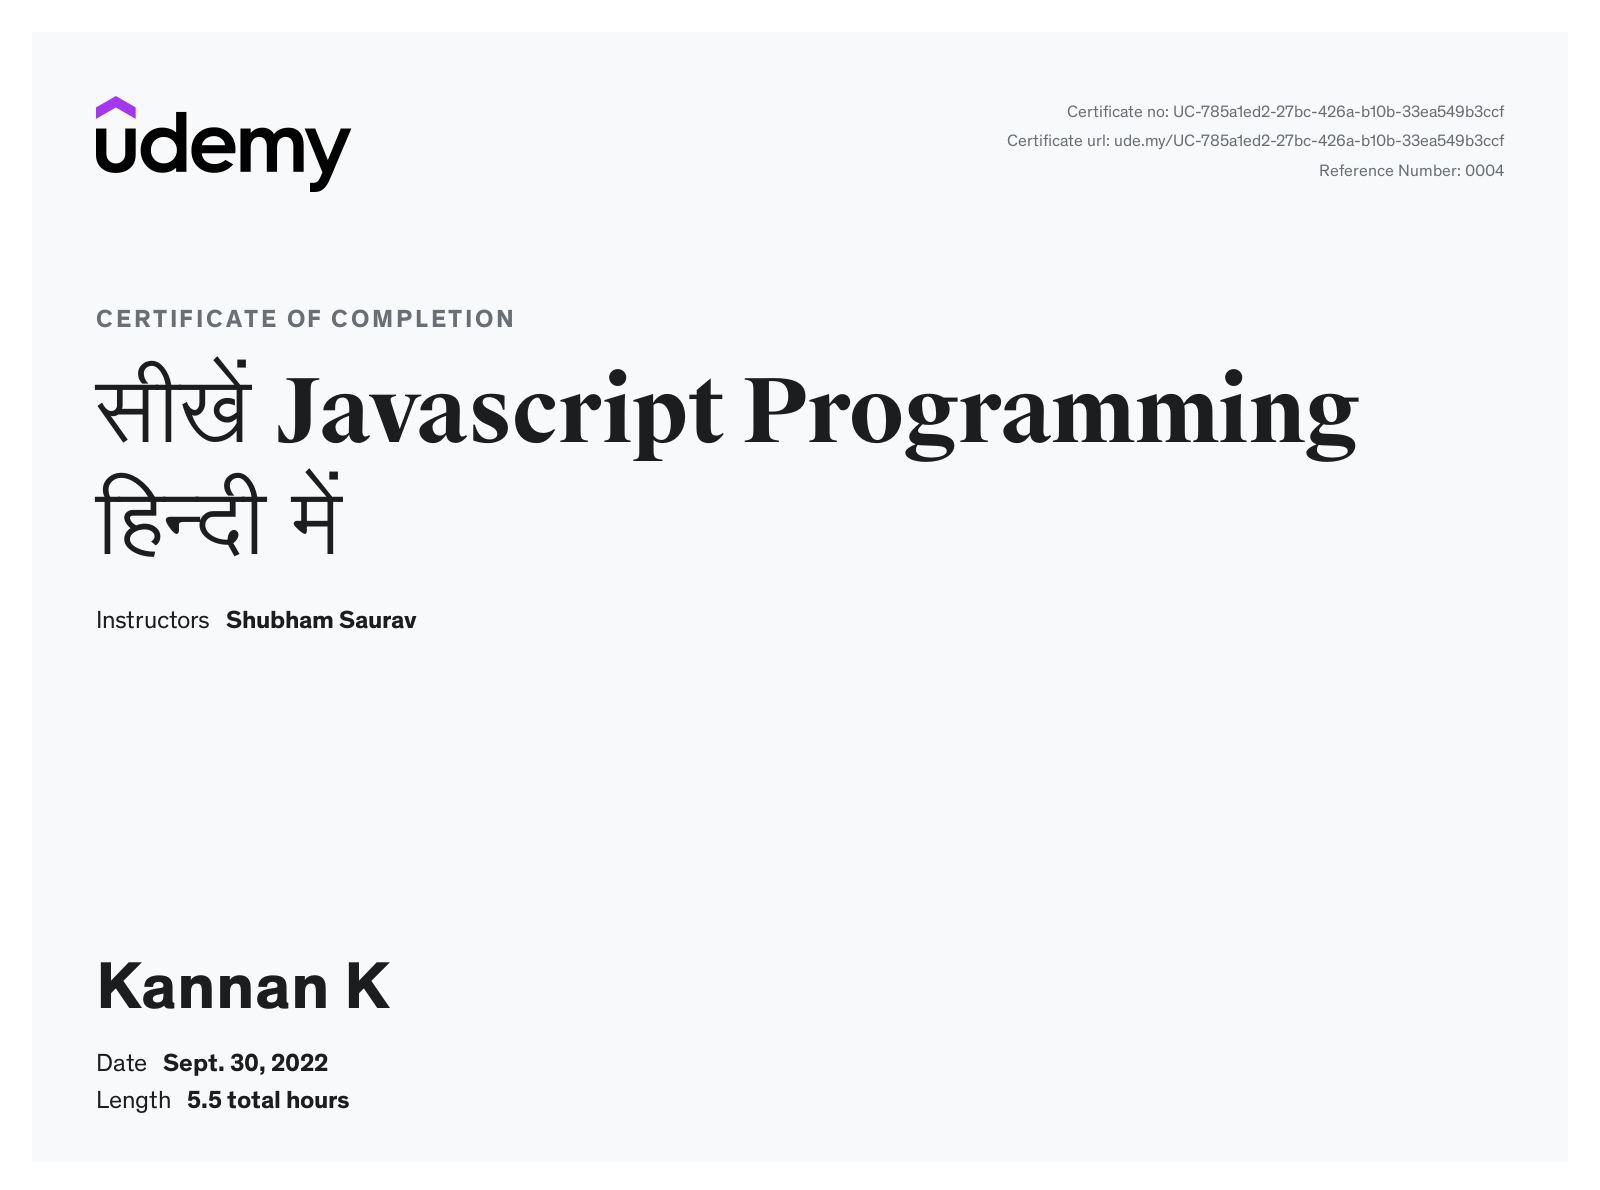 udemy
Certificate no: UC-785a1ed2-27bc-426a-b10b-33ea549b3ccf
Certificate url: ude.my/UC-785a1ed2-27bc-426a-b10b-33ea549b3ccf
Reference Number: 0004
CERTIFICATE OF COMPLETION
सीखें Javascript Programming
हिन्दी में
Instructors Shubham Saurav
Kannan K
Date Sept. 30, 2022
Length 5.5 total hours